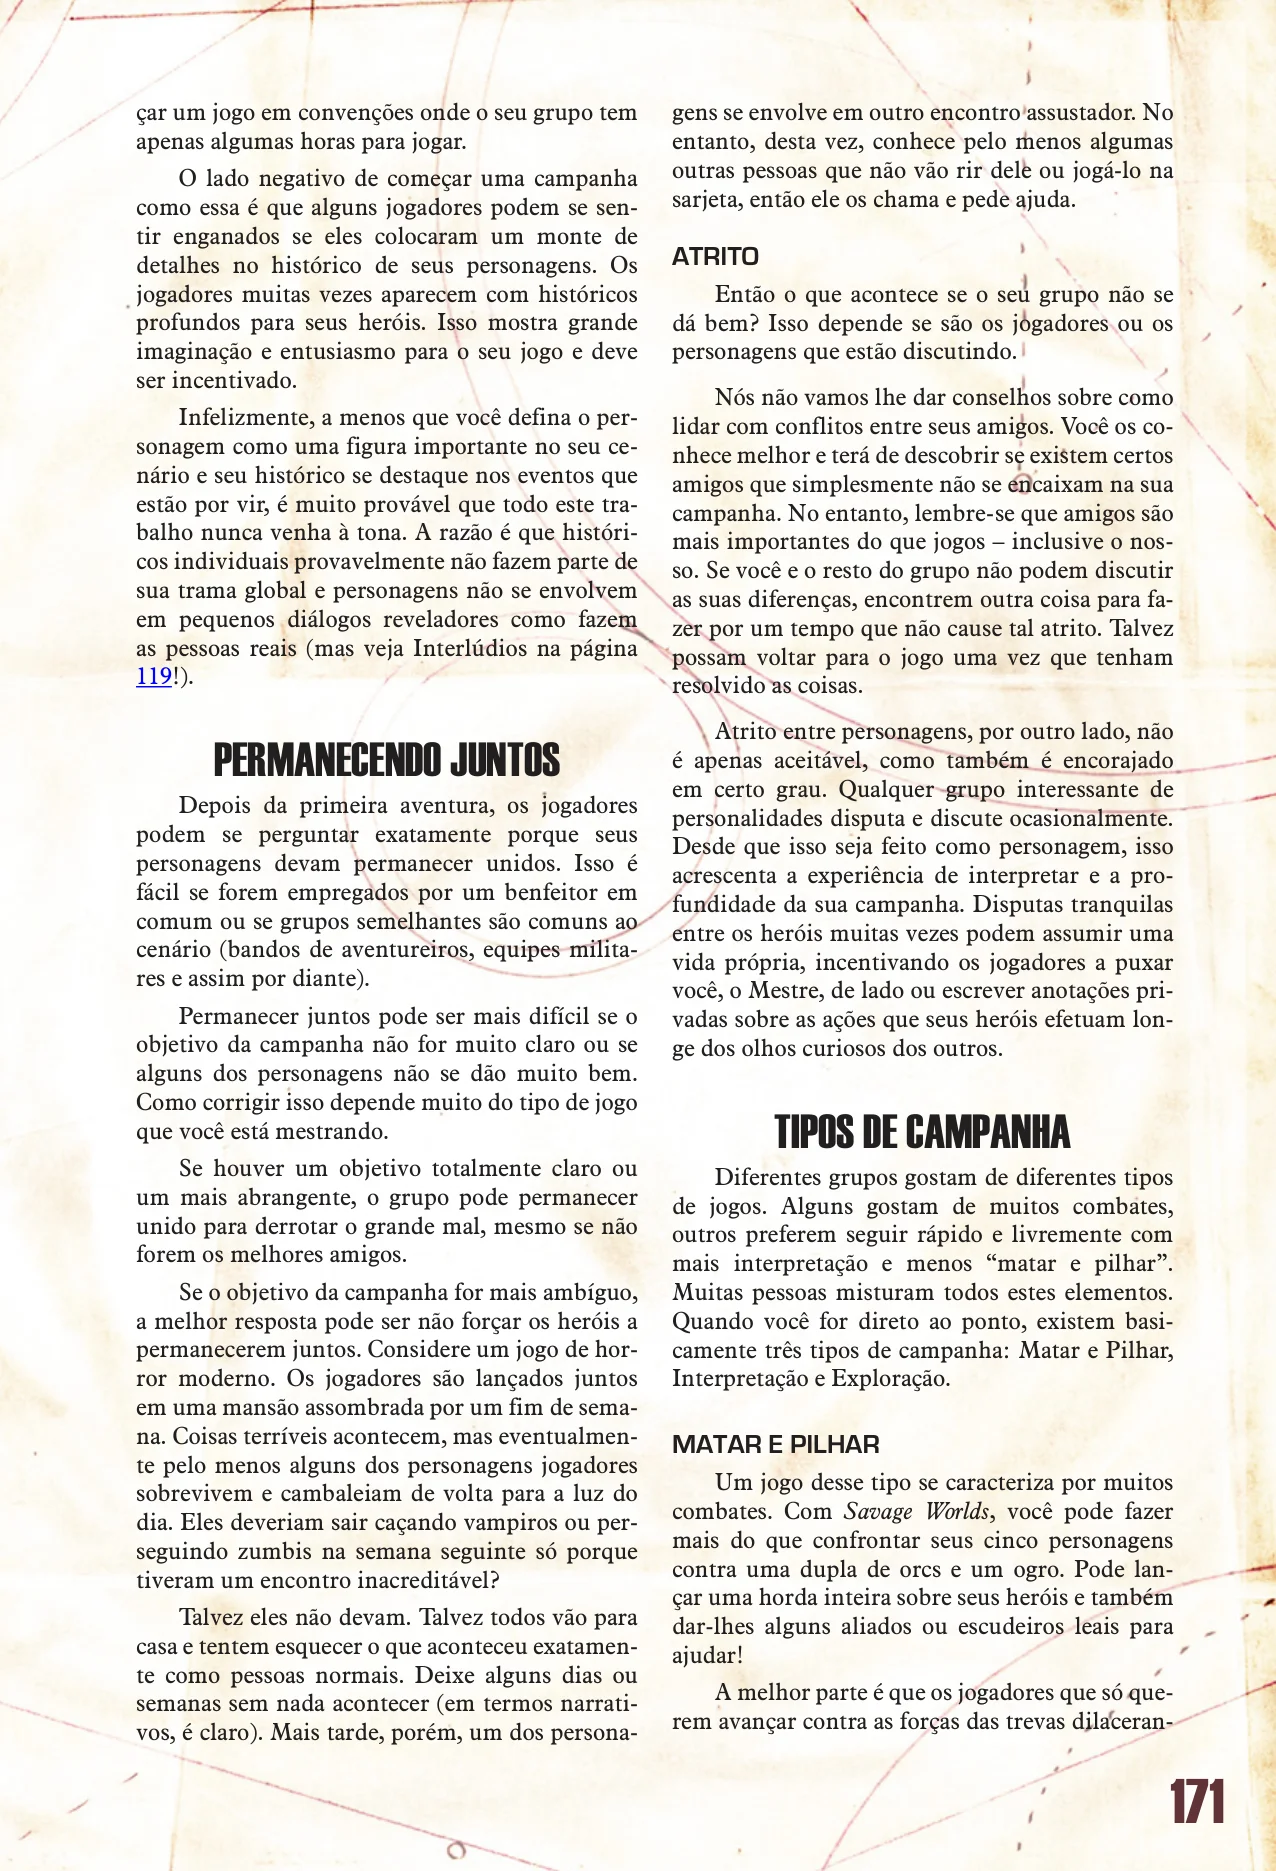 çar um jogo em convenções onde o seu grupo tem
apenas algumas horas para jogar.
O lado negativo de começar uma campanha
como essa é que alguns jogadores podem se sen-
tir enganados se eles colocaram um monte de
detalhes no histórico de seus personagens. Os
jogadores muitas vezes aparecem com históricos
profundos para seus heróis. Isso mostra grande
imaginação e entusiasmo para o seu jogo e deve
ser incentivado.
Infelizmente, a menos que você defina o per-
sonagem como uma figura importante no seu ce-
nário e seu histórico se destaque nos eventos que
estão por vir, é muito provável que todo este tra-
balho nunca venha à tona. A razão é que históri-
cos individuais provavelmente não fazem parte de
sua trama global e personagens não se envolvem
em pequenos diálogos reveladores como fazem
as pessoas reais (mas veja Interlúdios na página
119!).
PERMANECENDO JUNTOS
Depois da primeira aventura, os jogadores
podem se perguntar exatamente porque seus
personagens devam permanecer unidos. Isso é
fácil se forem empregados por um benfeitor em
comum ou se grupos semelhantes são comuns ao
cenário (bandos de aventureiros, equipes milita-
res e assim por diante).
Permanecer juntos pode ser mais difícil se o
objetivo da campanha não for muito claro ou se
alguns dos personagens não se dão muito bem.
Como corrigir isso depende muito do tipo de jogo
que você está mestrando.
Se houver um objetivo totalmente claro ou
um mais abrangente, o grupo pode permanecer
unido para derrotar o grande mal, mesmo se não
forem os melhores amigos.
Se o objetivo da campanha for mais ambíguo,
a melhor resposta pode ser não forçar os heróis a
permanecerem juntos. Considere um jogo de hor-
ror moderno. Os jogadores são lançados juntos
em uma mansão assombrada por um fim de sema-
na. Coisas terríveis acontecem, mas eventualmen-
te pelo menos alguns dos personagens jogadores
sobrevivem e cambaleiam de volta para a luz do
dia. Eles deveriam sair caçando vampiros ou per-
seguindo zumbis na semana seguinte só porque
tiveram um encontro inacreditável?
Talvez eles não devam. Talvez todos vão para
casa e tentem esquecer o que aconteceu exatamen-
te como pessoas normais. Deixe alguns dias ou
semanas sem nada acontecer (em termos narrati-
vos, é claro). Mais tarde, porém, um dos persona-
gens se envolve em outro encontro assustador. No
entanto, desta vez, conhece pelo menos algumas
outras pessoas que não vão rir dele ou jogá-lo na
sarjeta, então ele os chama e pede ajuda.
ATRITO
Então o que acontece se o seu grupo não se
dá bem? Isso depende se são os jogadores ou os
personagens que estão discutindo.
Nós não vamos lhe dar conselhos sobre como
lidar com conflitos entre seus amigos. Você os co-
nhece melhor e terá de descobrir se existem certos
amigos que simplesmente não se encaixam na sua
campanha. No entanto, lembre-se que amigos são
mais importantes do que jogos – inclusive o nos-
so. Se você e o resto do grupo não podem discutir
as suas diferenças, encontrem outra coisa para fa-
zer por um tempo que não cause tal atrito. Talvez
possam voltar para o jogo uma vez que tenham
resolvido as coisas.
Atrito entre personagens, por outro lado, não
é apenas aceitável, como também é encorajado
em certo grau. Qualquer grupo interessante de
personalidades disputa e discute ocasionalmente.
Desde que isso seja feito como personagem, isso
acrescenta a experiência de interpretar e a pro-
fundidade da sua campanha. Disputas tranquilas
entre os heróis muitas vezes podem assumir uma
vida própria, incentivando os jogadores a puxar
você, o Mestre, de lado ou escrever anotações pri-
vadas sobre as ações que seus heróis efetuam lon-
ge dos olhos curiosos dos outros.
TIPOS DE CAMPANHA
Diferentes grupos gostam de diferentes tipos
de jogos. Alguns gostam de muitos combates,
outros preferem seguir rápido e livremente com
mais interpretação e menos “matar e pilhar”.
Muitas pessoas misturam todos estes elementos.
Quando você for direto ao ponto, existem basi-
camente três tipos de campanha: Matar e Pilhar,
Interpretação e Exploração.
MATAR E PILHAR
Um jogo desse tipo se caracteriza por muitos
combates. Com Savage Worlds, você pode fazer
mais do que confrontar seus cinco personagens
contra uma dupla de orcs e um ogro. Pode lan-
çar uma horda inteira sobre seus heróis e também
dar-lhes alguns aliados ou escudeiros leais para
ajudar!
A melhor parte é que os jogadores que só que-
rem avançar contra as forças das trevas dilaceran-
171